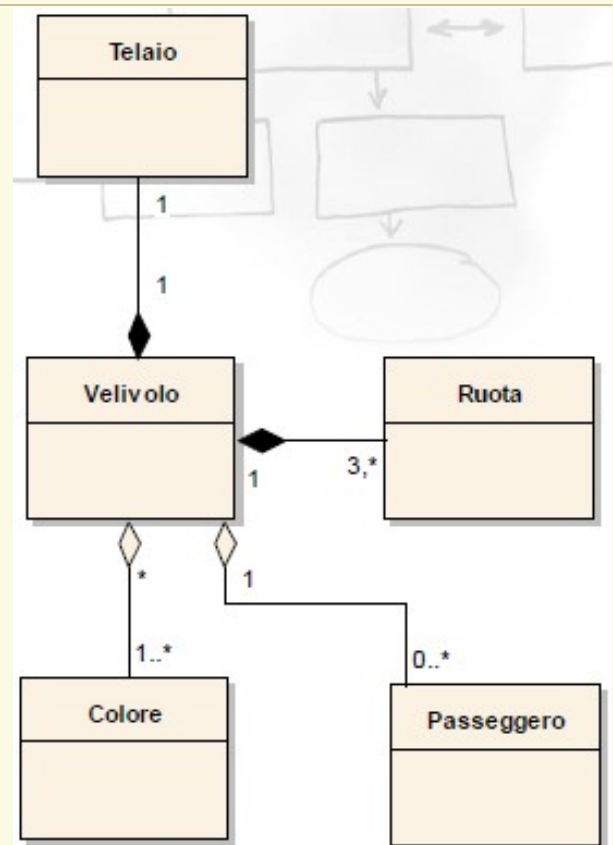 Telaio
1
1
Velivolo
Ruota
1
3,*
*
1
1..*
0..*
Colore
Passeggero